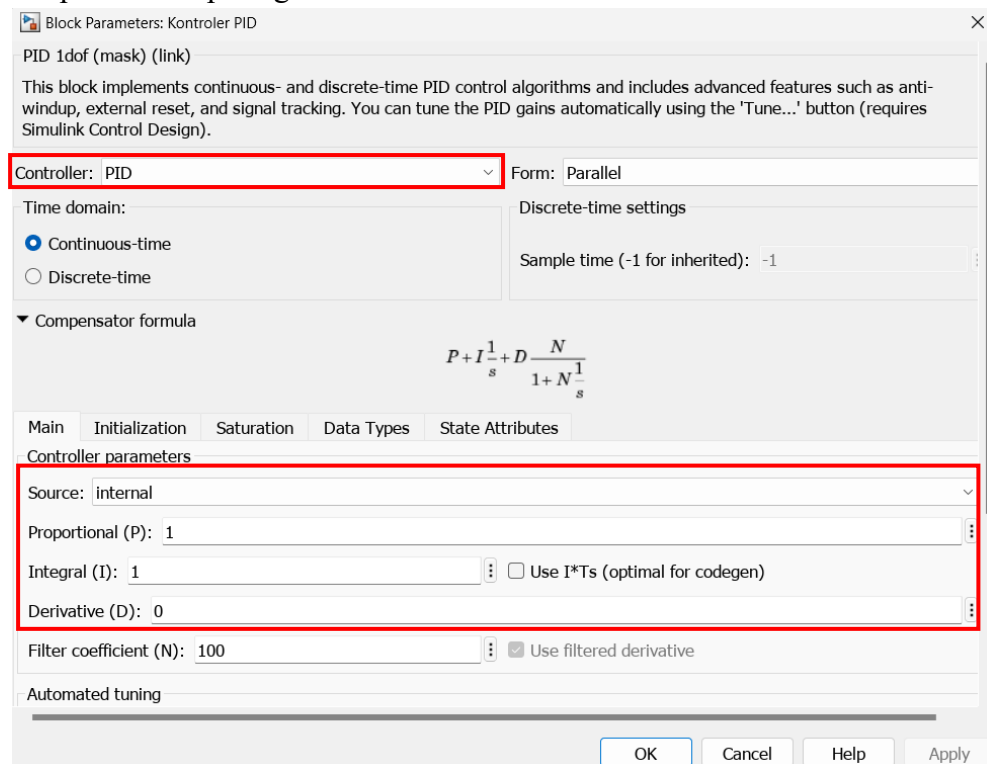 Block Parameters: Kontroler PID
PID 1dof (mask) (link)
This block implements continuous- and discrete-time PID control algorithms and includes advanced features such as anti-
windup, external reset, and signal tracking. You can tune the PID gains automatically using the 'Tune...' button (requires
Simulink Control Design).
Controller: PID Form: Parallel
Time domain: Discrete-time settings
Continuous-time
Sample time (-1 for inherited): -1
Discrete-time
Compensator formula
P + I 1/s + D N/(1 + N 1/s)
Main Initialization Saturation Data Types State Attributes
Controller parameters
Source: internal
Proportional (P): 1
Integral (I): 1 Use I*Ts (optimal for codegen)
Derivative (D): 0
Filter coefficient (N): 100 Use filtered derivative
Automated tuning
OK Cancel Help Apply